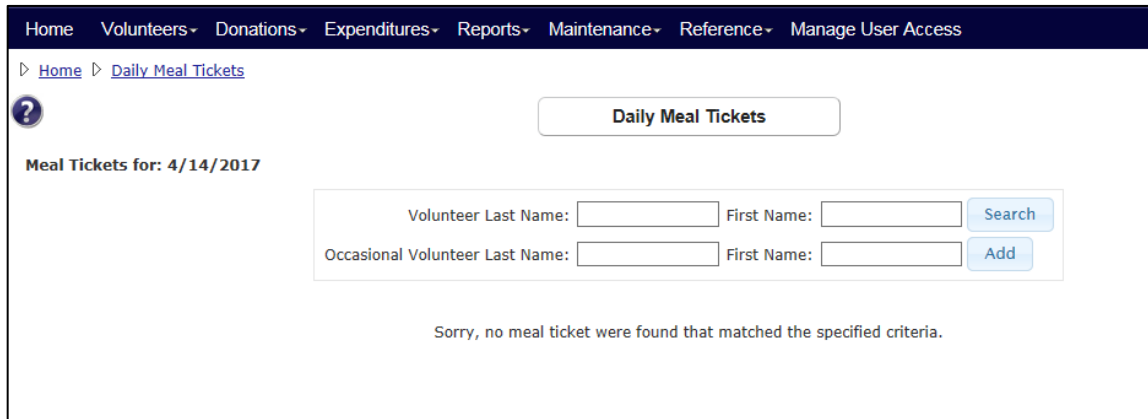 Home Volunteers Donations Expenditures Reports Maintenance Reference Manage User Access
Home Daily Meal Tickets
?
Daily Meal Tickets
Meal Tickets for: 4/14/2017
Volunteer Last Name: First Name: Search
Occasional Volunteer Last Name: First Name: Add
Sorry, no meal ticket were found that matched the specified criteria.